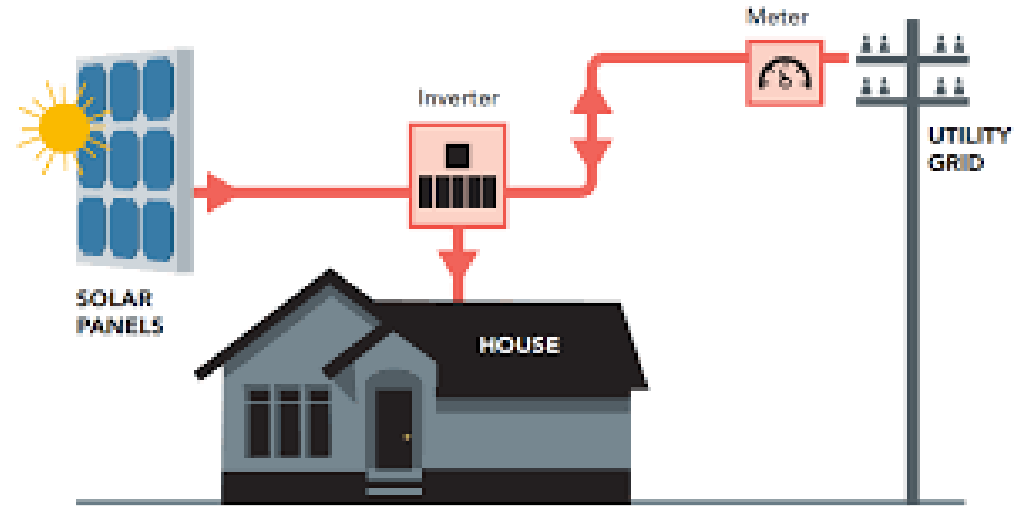 Meter
Inverter
UTILITY
GRID
SOLAR
PANELS
HOUSE